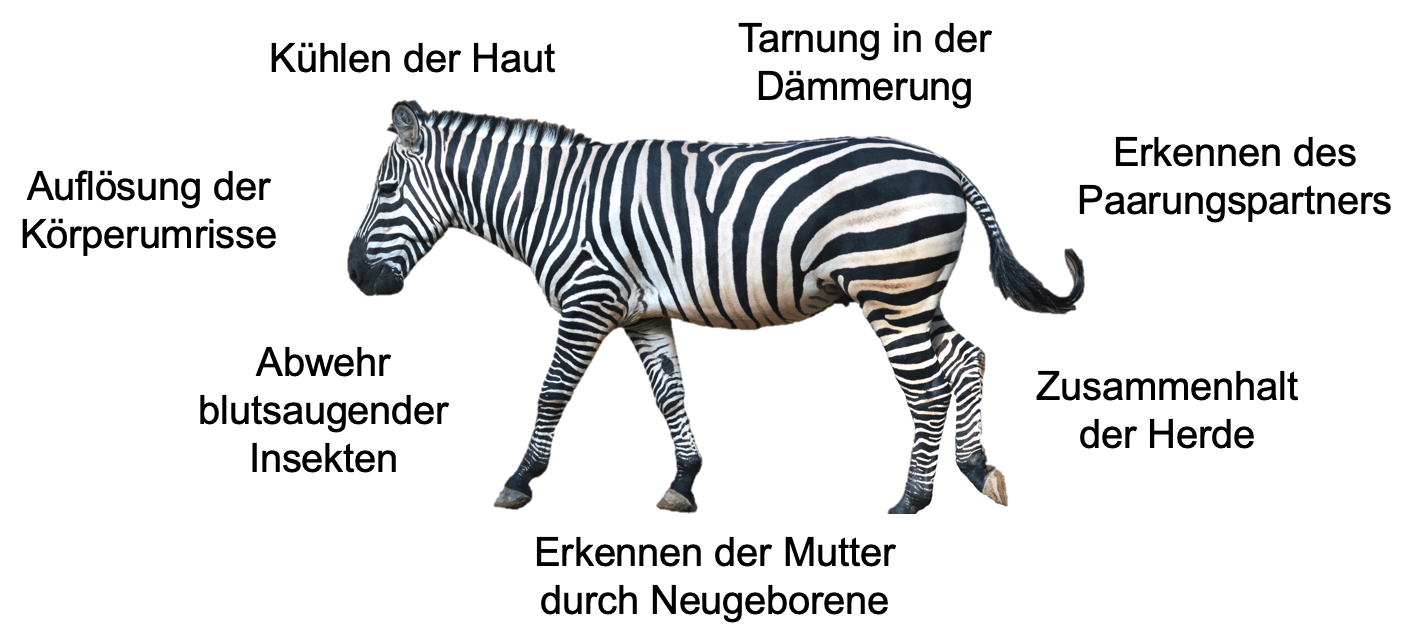 Kühlen der Haut
Tarnung in der
Dämmerung
Erkennen des
Paarungspartners
Auflösung der
Körperumrisse
Abwehr
blutsaugender
Insekten
Zusammenhalt
der Herde
Erkennen der Mutter
durch Neugeborene